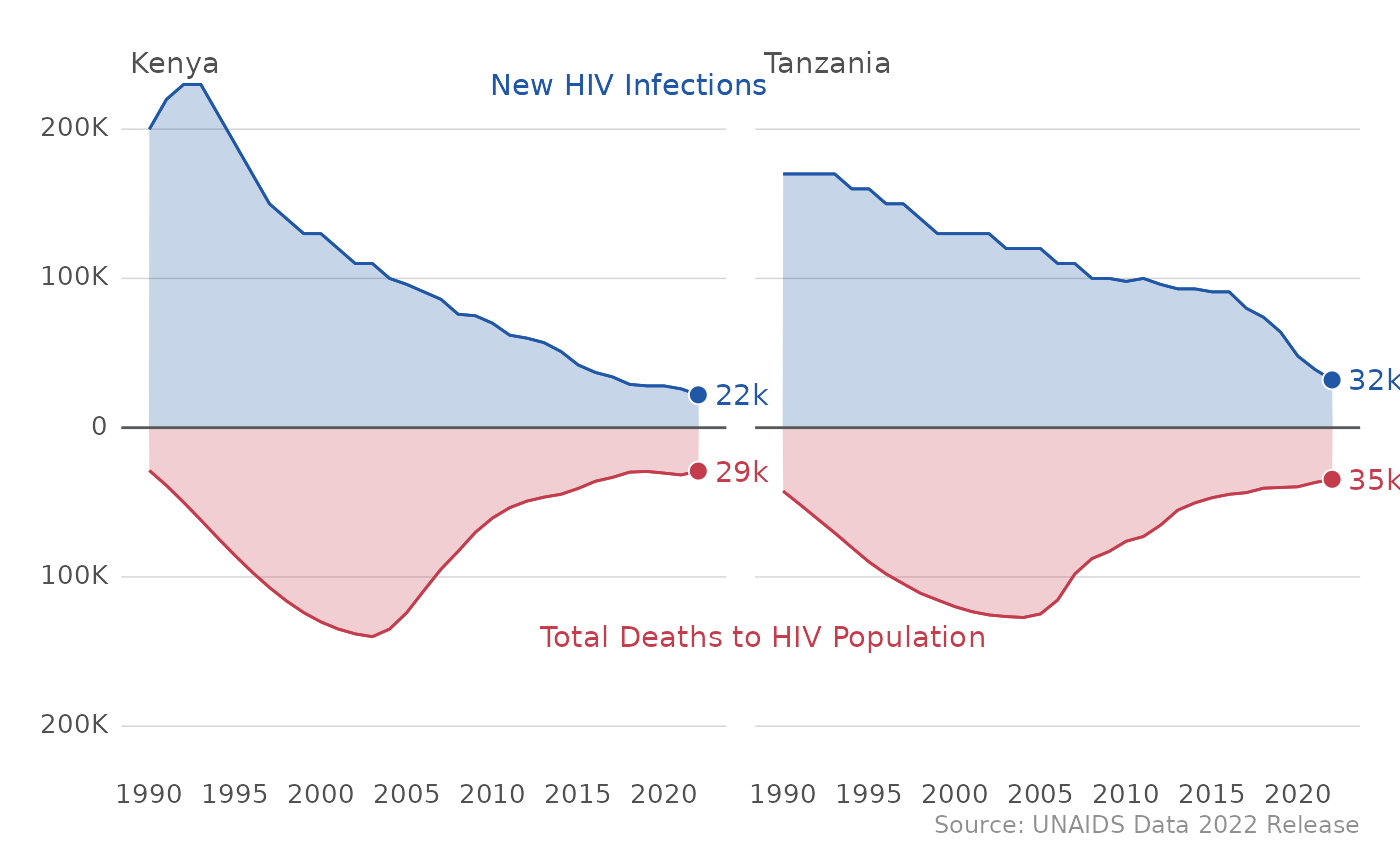 Kenya
Tanzania
New HIV Infections
200K
100K
0
100K
200K
22k
29k
32k
35k
Total Deaths to HIV Population
1990 1995 2000 2005 2010 2015 2020
1990 1995 2000 2005 2010 2015 2020
Source: UNAIDS Data 2022 Release